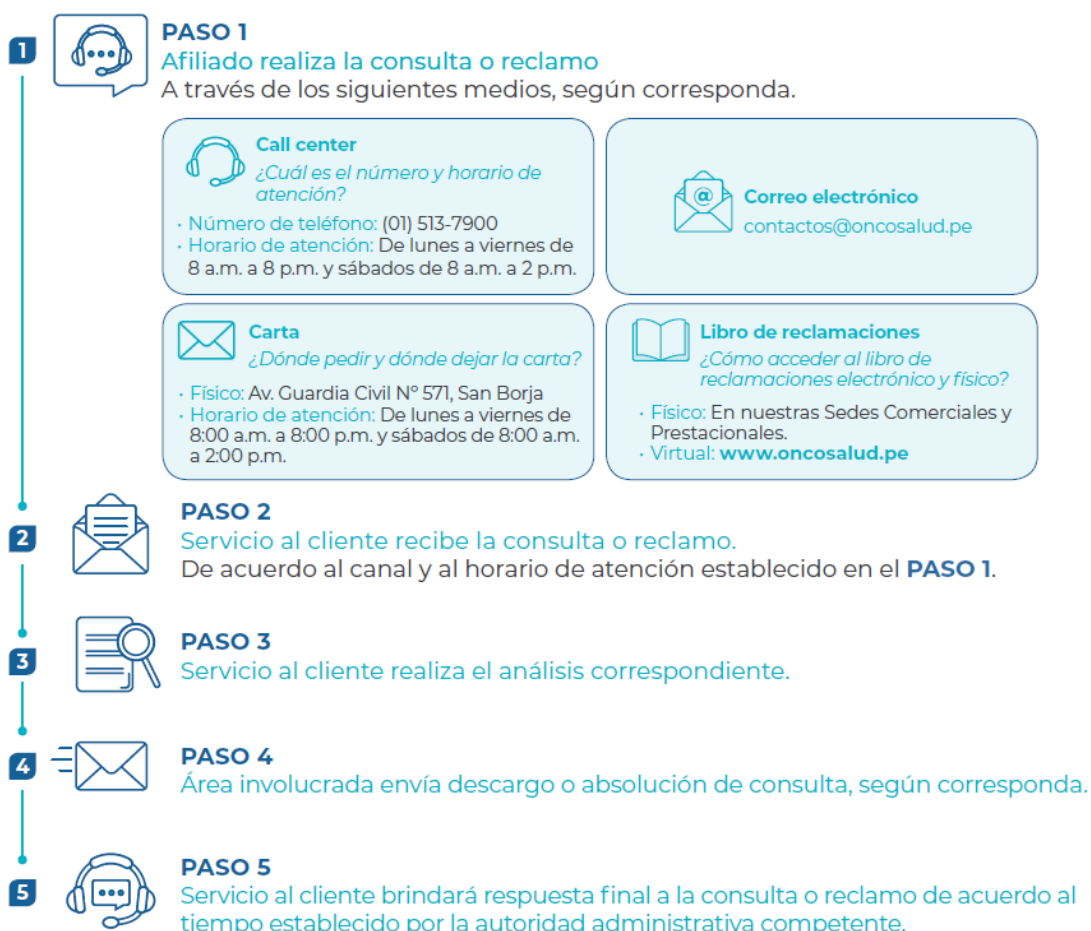 1
PASO 1
Afiliado realiza la consulta o reclamo
A través de los siguientes medios, según corresponda.
Call center
¿Cuál es el número y horario de
atención?
• Número de teléfono: (01) 513-7900
• Horario de atención: De lunes a viernes de
8 a.m. a 8 p.m. y sábados de 8 a.m. a 2 p.m.
@
Correo electrónico
contactos@oncosalud.pe
Carta
¿Dónde pedir y dónde dejar la carta?
• Físico: Av. Guardia Civil Nº 571, San Borja
• Horario de atención: De lunes a viernes de
8:00 a.m. a 8:00 p.m. y sábados de 8:00 a.m.
a 2:00 p.m.
Libro de reclamaciones
¿Cómo acceder al libro de
reclamaciones electrónico y físico?
• Físico: En nuestras Sedes Comerciales y
Prestacionales.
• Virtual: www.oncosalud.pe
2
PASO 2
Servicio al cliente recibe la consulta o reclamo.
De acuerdo al canal y al horario de atención establecido en el PASO 1.
3
PASO 3
Servicio al cliente realiza el análisis correspondiente.
4
PASO 4
Área involucrada envía descargo o absolución de consulta, según corresponda.
5
PASO 5
Servicio al cliente brindará respuesta final a la consulta o reclamo de acuerdo al
tiempo establecido por la autoridad administrativa competente.